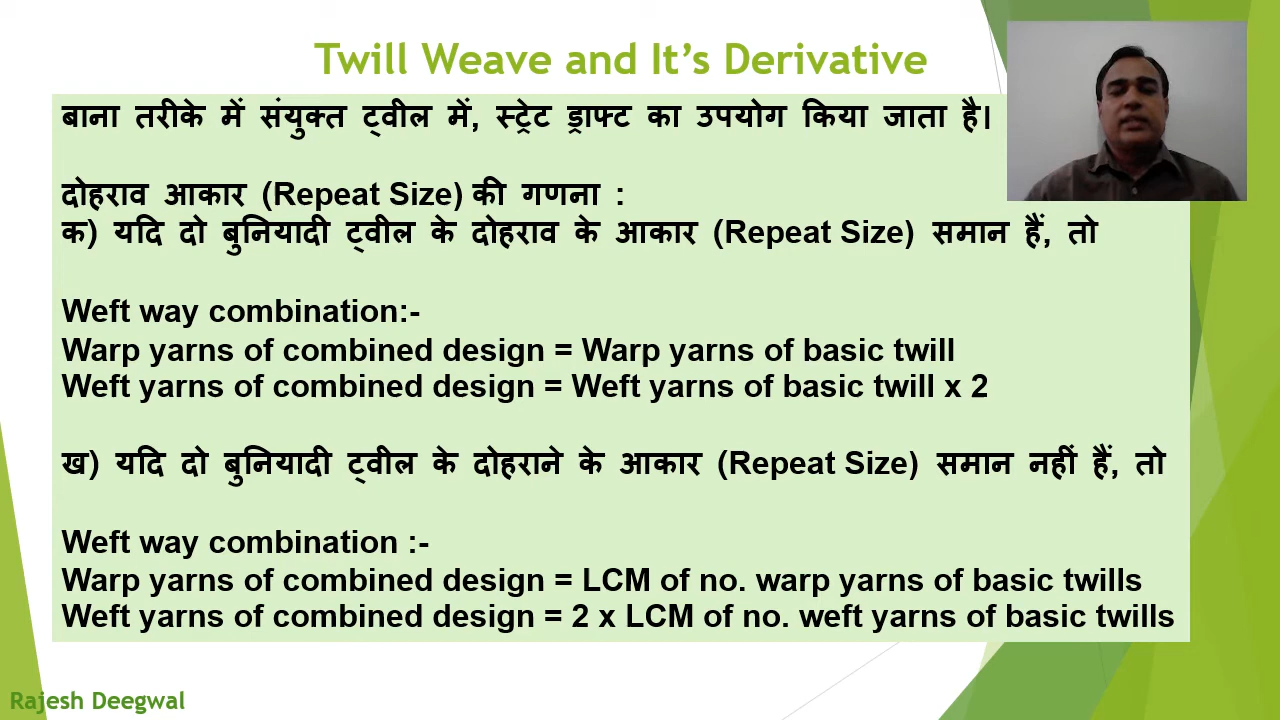 Twill Weave and It’s Derivative
बाना तरीके में संयुक्त ट्वील में, स्ट्रेट ड्राफ्ट का उपयोग किया जाता है।
दोहराव आकार (Repeat Size) की गणना :
क) यदि दो बुनियादी ट्वील के दोहराव के आकार (Repeat Size) समान हैं, तो
Weft way combination:-
Warp yarns of combined design = Warp yarns of basic twill
Weft yarns of combined design = Weft yarns of basic twill x 2
ख) यदि दो बुनियादी ट्वील के दोहराने के आकार (Repeat Size) समान नहीं हैं, तो
Weft way combination :-
Warp yarns of combined design = LCM of no. warp yarns of basic twills
Weft yarns of combined design = 2 x LCM of no. weft yarns of basic twills
Rajesh Deegwal